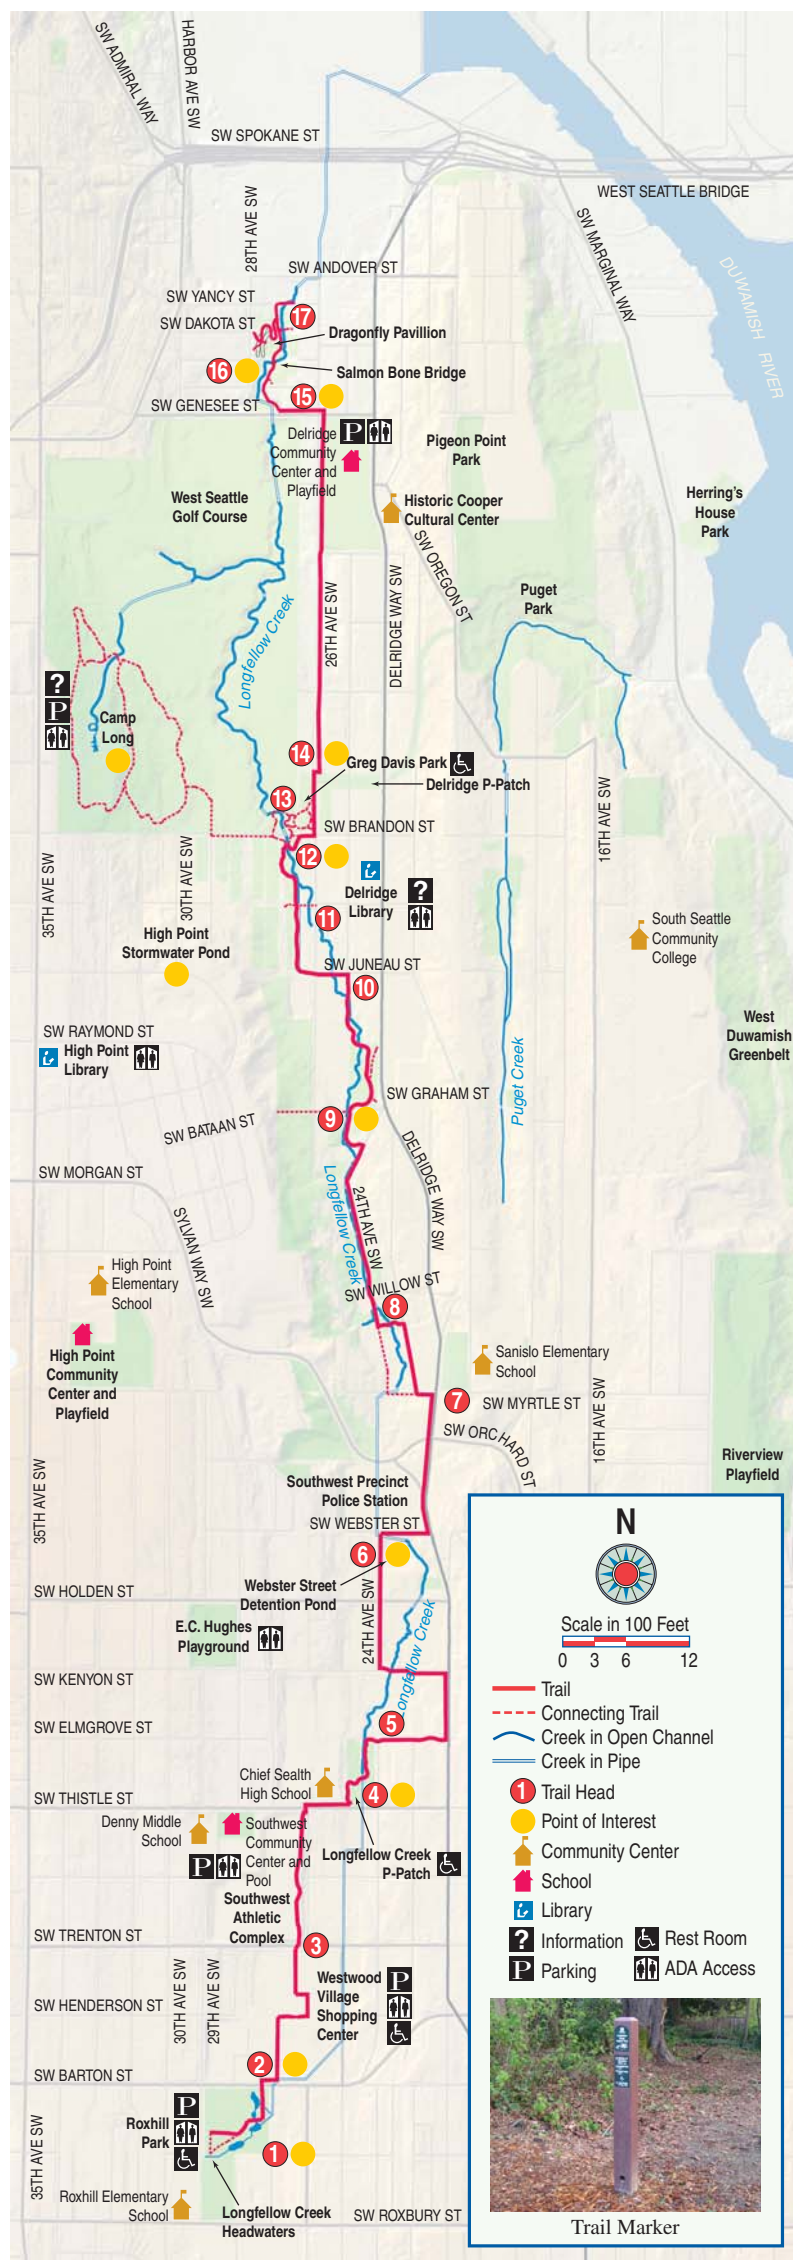 SW ADMIRAL WAY
HARBOR AVE SW
SW SPOKANE ST
WEST SEATTLE BRIDGE
28TH AVE SW
SW MARGINAL WAY
DUWAMISH RIVER
SW ANDOVER ST
SW YANCY ST
17
SW DAKOTA ST
Dragonfly Pavillion
16
Salmon Bone Bridge
15
SW GENESEE ST
Delridge
Community
Center and
Playfield
P
Pigeon Point
Park
West Seattle
Golf Course
Historic Cooper
Cultural Center
Herring's
House
Park
SW OREGON ST
Longfellow Creek
26TH AVE SW
DELRIDGE WAY SW
Puget
Park
?
P
Camp
Long
14
Greg Davis Park
Delridge P-Patch
13
16TH AVE SW
SW BRANDON ST
12
35TH AVE SW
30TH AVE SW
Delridge
Library
?
11
High Point
Stormwater Pond
South Seattle
Community
College
SW JUNEAU ST
10
SW RAYMOND ST
High Point
Library
West
Duwamish
Greenbelt
Puget Creek
SW GRAHAM ST
9
SW BATAAN ST
DELRIDGE WAY SW
SW MORGAN ST
Longfellow Creek
24TH AVE SW
SYLVAN WAY SW
High Point
Elementary
School
SW WILLOW ST
8
High Point
Community
Center and
Playfield
Sanislo Elementary
School
7
SW MYRTLE ST
16TH AVE SW
SW ORCHARD ST
35TH AVE SW
Riverview
Playfield
Southwest Precinct
Police Station
SW WEBSTER ST
6
Webster Street
Detention Pond
SW HOLDEN ST
24TH AVE SW
Longfellow Creek
E.C. Hughes
Playground
SW KENYON ST
SW ELMGROVE ST
5
Chief Sealth
High School
SW THISTLE ST
4
Denny Middle
School
Southwest
Community
Center and
Pool
P
Longfellow Creek
P-Patch
Southwest
Athletic
Complex
SW TRENTON ST
3
30TH AVE SW
29TH AVE SW
Westwood
Village
Shopping
Center
P
SW HENDERSON ST
2
SW BARTON ST
P
Roxhill
Park
35TH AVE SW
1
Roxhill Elementary
School
Longfellow Creek
Headwaters
SW ROXBURY ST
N
Scale in 100 Feet
0 3 6 12
Trail
Connecting Trail
Creek in Open Channel
Creek in Pipe
1 Trail Head
Point of Interest
Community Center
School
Library
? Information
Rest Room
P Parking
ADA Access
Trail Marker